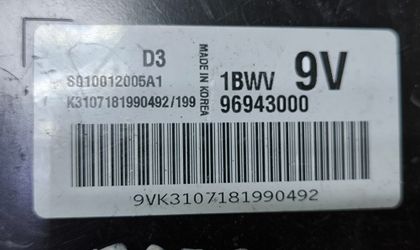 D3
S010012005A1
K3107181990492/199
MADE IN KOREA
1BWV 9V
96943000
9VK3107181990492